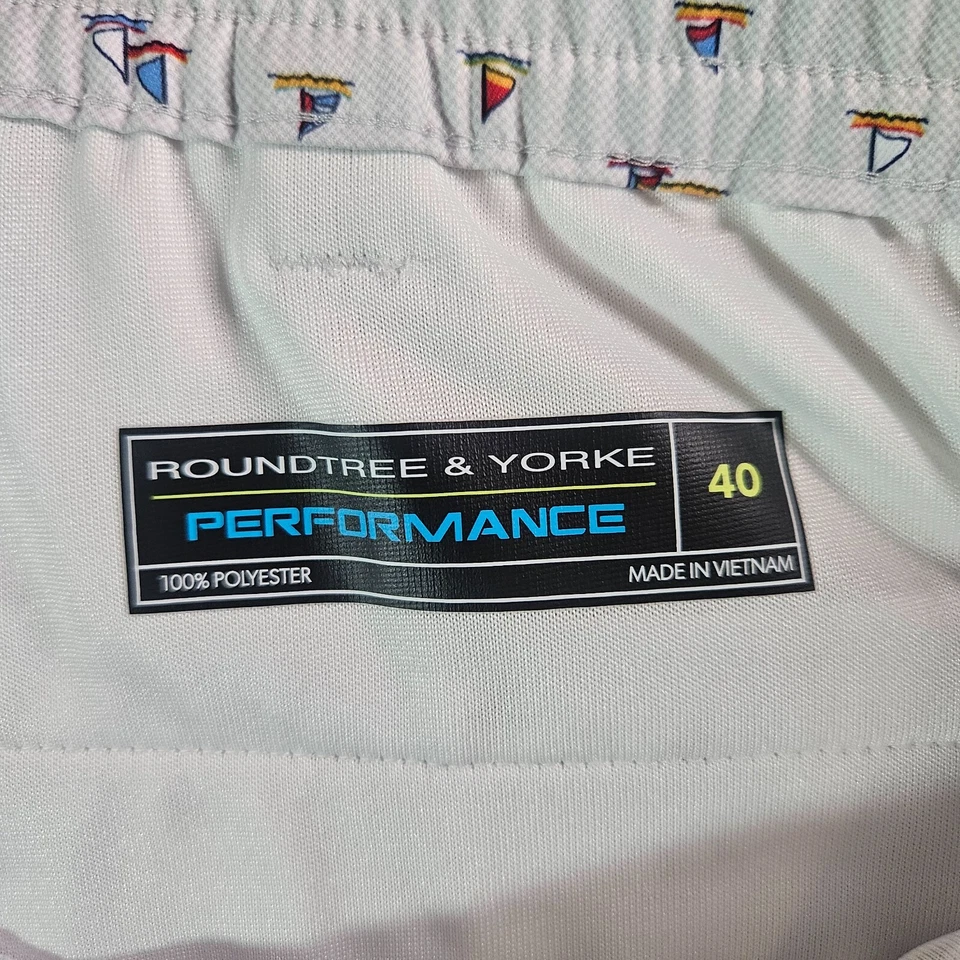 ROUNDTREE & YORKE
PERFORMANCE
40
100% POLYESTER
MADE IN VIETNAM